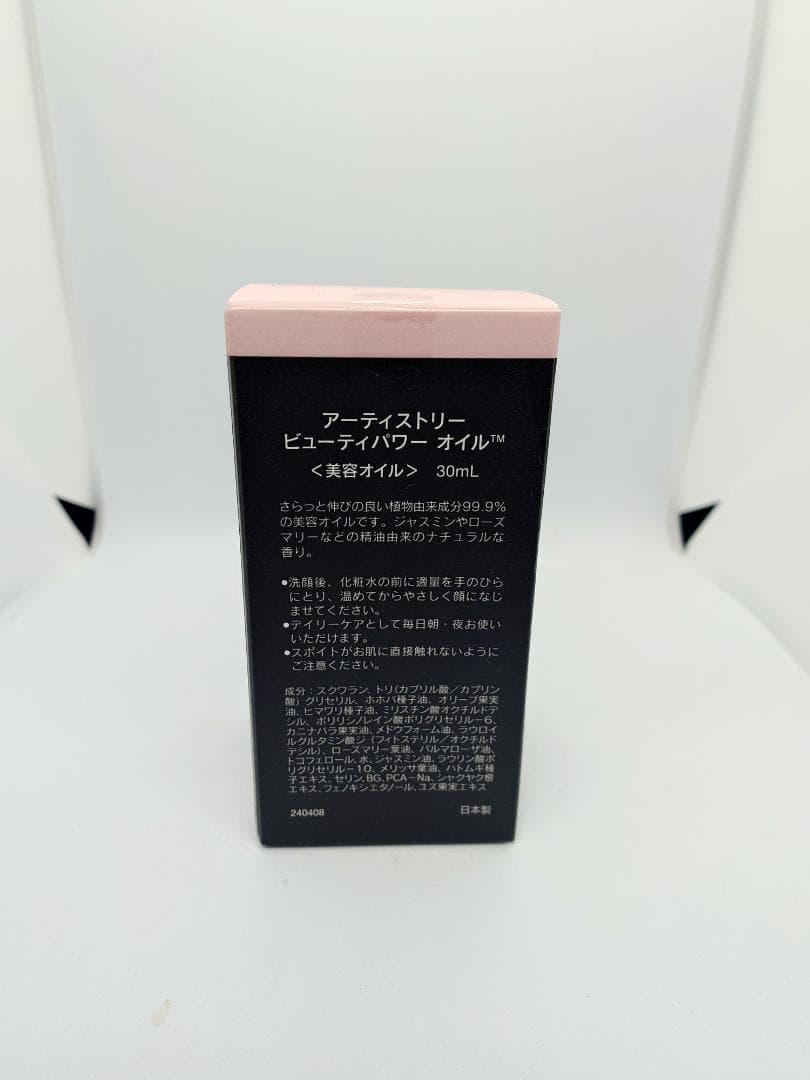 アーティストリー
ビューティパワー オイル™
＜美容オイル＞ 30mL
さらっと伸びの良い植物由来成分99.9%
の美容オイルです。ジャスミンやローズ
マリーなどの精油由来のナチュラルな
香り。
●洗顔後、化粧水の前に適量を手のひら
にとり、温めてからやさしく顔になじ
ませてください。
●デイリーケアとして毎日朝・夜お使い
いただけます。
●スポイトがお肌に直接触れないように
ご注意ください。
成分：スクワラン、トリ(カプリル酸／カプリン
酸）グリセリル、ホホバ種子油、オリーブ果実
油、ヒマワリ種子油、ミリスチン酸オクチルドデ
シル、ポリリシノレイン酸ポリグリセリル－6、
カニナバラ果実油、メドウフォーム油、ラウロイ
ルグルタミン酸ジ（フィトステリル／オクチルド
デシル）、ローズマリー葉油、パルマローザ油、
トコフェロール、水、ジャスミン油、ラウリン酸ポ
リグリセリル－10、メリッサ葉油、ハトムギ種
子エキス、セリン、BG、PCA－Na、シャクヤク根
エキス、フェノキシエタノール、ユズ果実エキス
240408 日本製